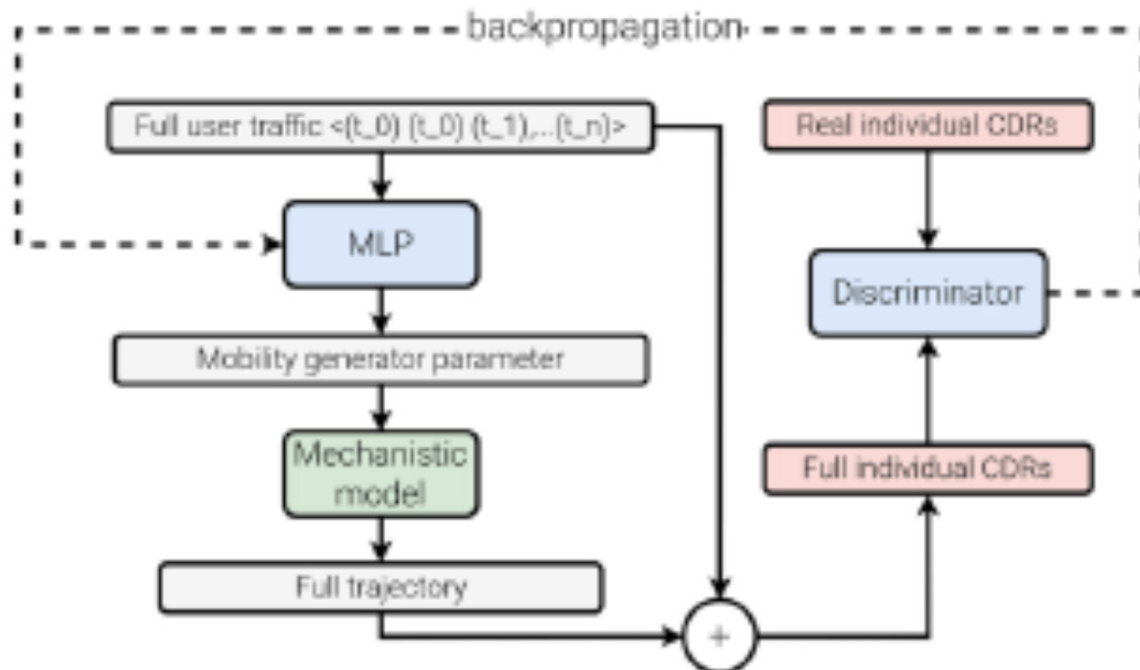 backpropagation
Full user traffic <(t_0) (t_0) (t_1),...(t_n)>
Real individual CDRs
MLP
Discriminator
Mobility generator parameter
Mechanistic
model
Full individual CDRs
Full trajectory
+